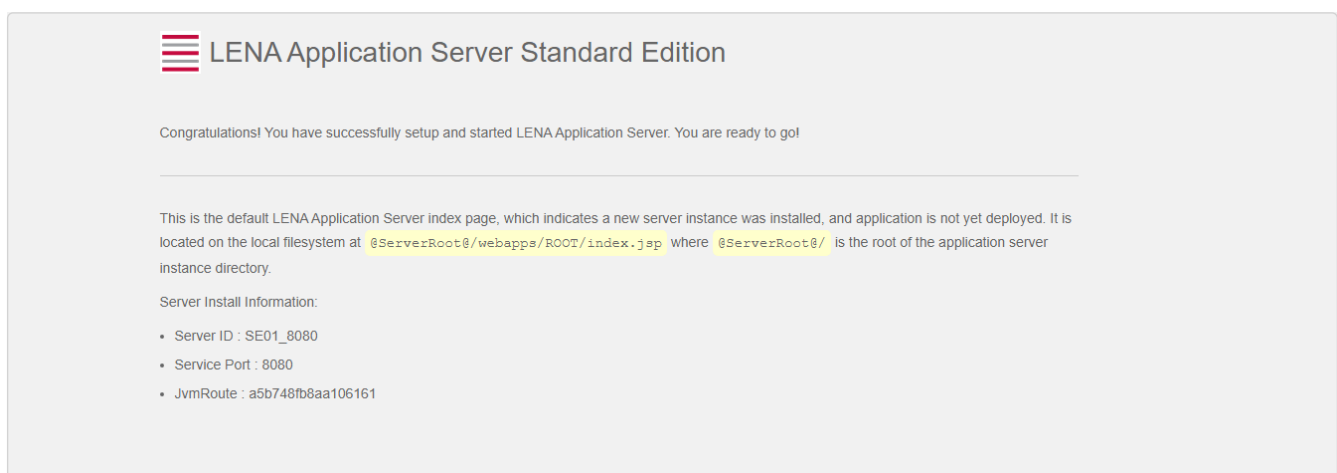 LENA Application Server Standard Edition
Congratulations! You have successfully setup and started LENA Application Server. You are ready to go!
This is the default LENA Application Server index page, which indicates a new server instance was installed, and application is not yet deployed. It is
located on the local filesystem at @ServerRoot@/webapps/ROOT/index.jsp where @ServerRoot@/ is the root of the application server
instance directory.
Server Install Information:
• Server ID : SE01_8080
• Service Port : 8080
• JvmRoute : a5b748fb8aa106161